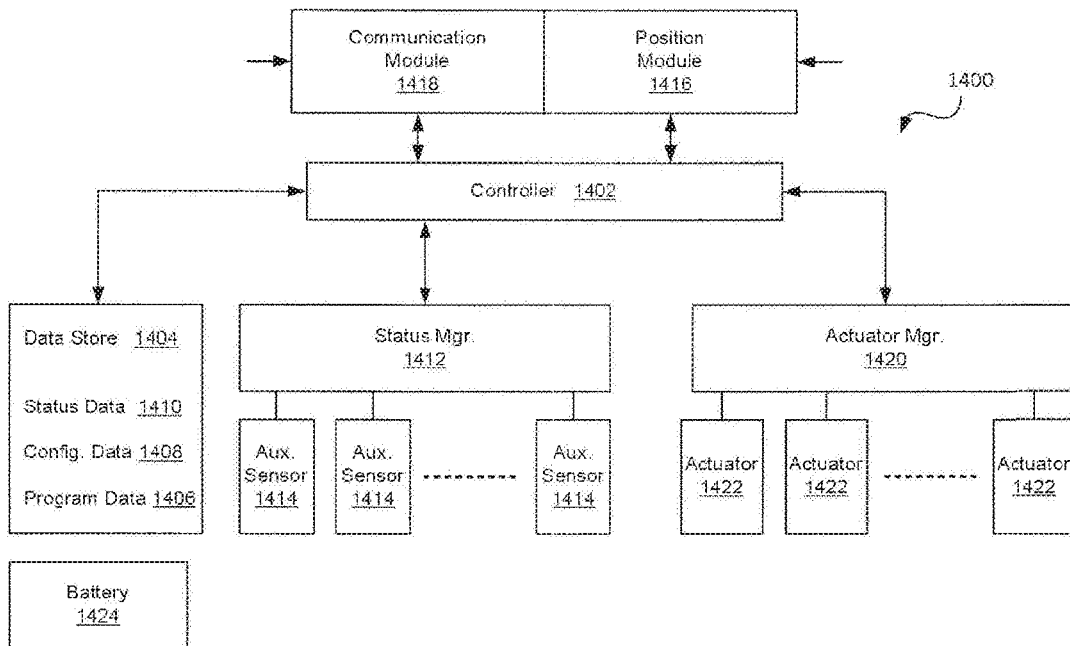 Communication
Module
1418
Position
Module
1416
1400
Controller 1402
Data Store 1404
Status Data 1410
Config. Data 1408
Program Data 1406
Status Mgr.
1412
Actuator Mgr.
1420
Aux.
Sensor
1414
Aux.
Sensor
1414
Aux.
Sensor
1414
Actuator
1422
Actuator
1422
Actuator
1422
Battery
1424